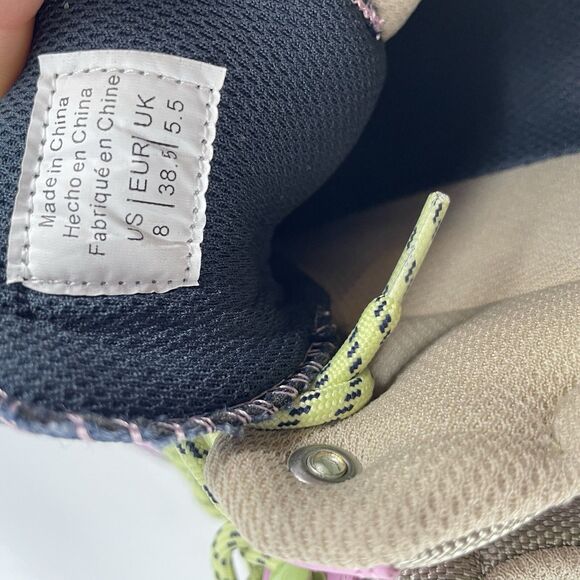 Made in China
Hecho en China
Fabriqué en Chine
US | EUR | UK
8 | 38.5 | 5.5